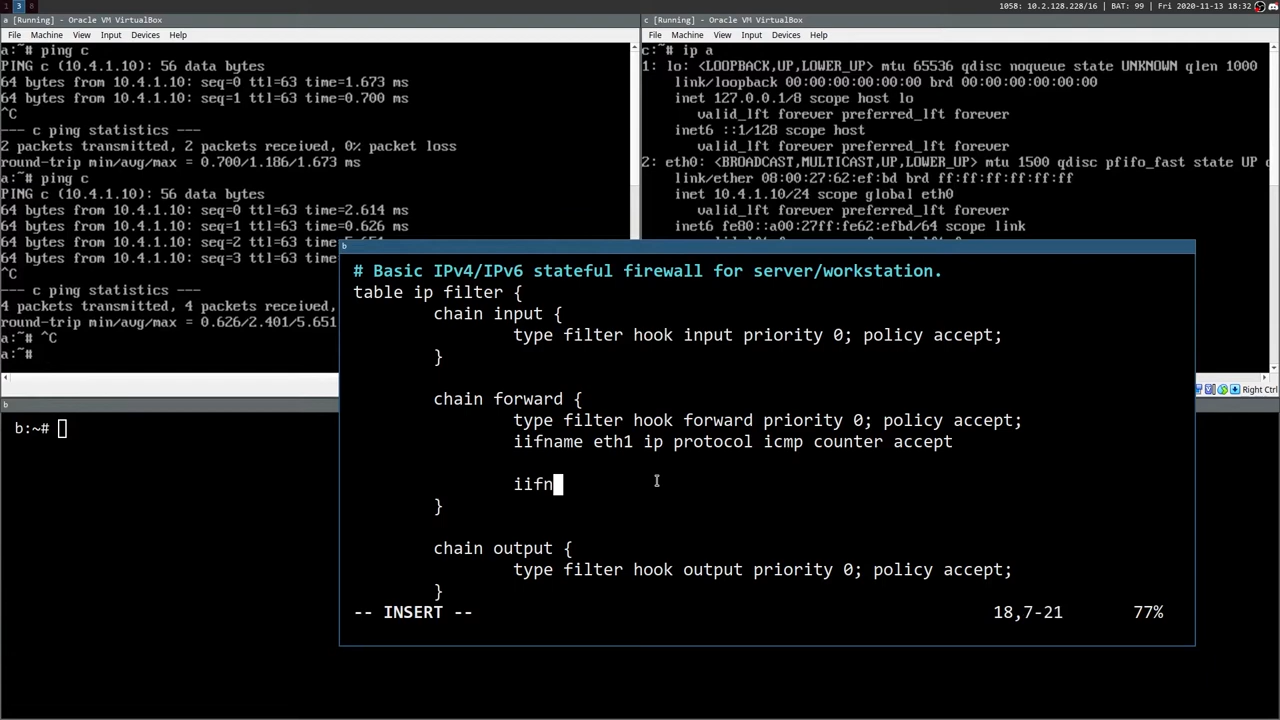 1 3 8
1058: 10.2.128.228/16 | BAT: 99 | Fri 2020-11-13 18:32
a [Running] - Oracle VM VirtualBox
File Machine View Input Devices Help
a:~# ping c
PING c (10.4.1.10): 56 data bytes
64 bytes from 10.4.1.10: seq=0 ttl=63 time=1.673 ms
64 bytes from 10.4.1.10: seq=1 ttl=63 time=0.700 ms
^C
--- c ping statistics ---
2 packets transmitted, 2 packets received, 0% packet loss
round-trip min/avg/max = 0.700/1.186/1.673 ms
a:~# ping c
PING c (10.4.1.10): 56 data bytes
64 bytes from 10.4.1.10: seq=0 ttl=63 time=2.614 ms
64 bytes from 10.4.1.10: seq=1 ttl=63 time=0.626 ms
64 bytes from 10.4.1.10: seq=2 ttl=63
64 bytes from 10.4.1.10: seq=3 ttl=63
^C
--- c ping statistics ---
4 packets transmitted, 4 packets received,
round-trip min/avg/max = 0.626/2.401/5.651
a:~# ^C
a:~#
c [Running] - Oracle VM VirtualBox
File Machine View Input Devices Help
c:~# ip a
1: lo: <LOOPBACK,UP,LOWER_UP> mtu 65536 qdisc noqueue state UNKNOWN qlen 1000
link/loopback 00:00:00:00:00:00 brd 00:00:00:00:00:00
inet 127.0.0.1/8 scope host lo
valid_lft forever preferred_lft forever
inet6 ::1/128 scope host
valid_lft forever preferred_lft forever
2: eth0: <BROADCAST,MULTICAST,UP,LOWER_UP> mtu 1500 qdisc pfifo_fast state UP q
link/ether 08:00:27:62:ef:bd brd ff:ff:ff:ff:ff:ff
inet 10.4.1.10/24 scope global eth0
valid_lft forever preferred_lft forever
inet6 fe80::a00:27ff:fe62:efbd/64 scope link
Right Ctrl
b
# Basic IPv4/IPv6 stateful firewall for server/workstation.
table ip filter {
chain input {
type filter hook input priority 0; policy accept;
}
chain forward {
type filter hook forward priority 0; policy accept;
iifname eth1 ip protocol icmp counter accept
iifn
}
chain output {
type filter hook output priority 0; policy accept;
}
-- INSERT --
18,7-21
77%
b
b:~#